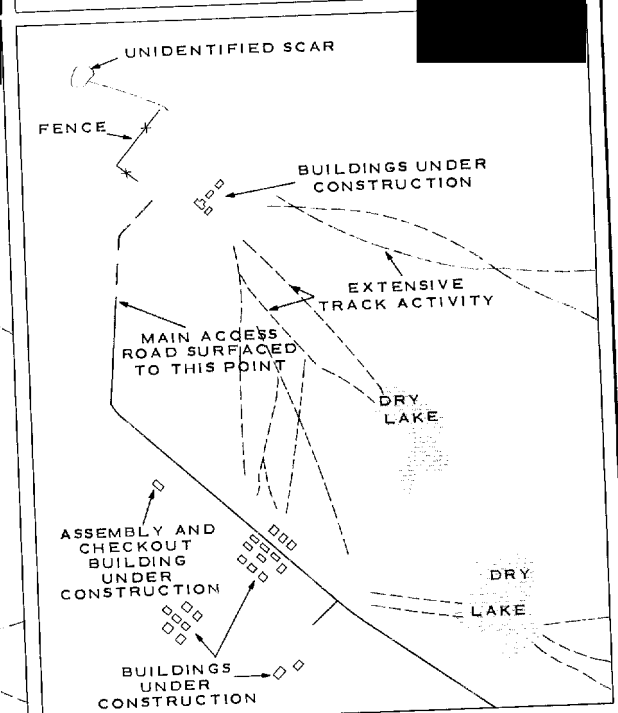 UNIDENTIFIED SCAR
FENCE
BUILDINGS UNDER
CONSTRUCTION
EXTENSIVE
TRACK ACTIVITY
MAIN ACCESS
ROAD SURFACED
TO THIS POINT
DRY
LAKE
ASSEMBLY AND
CHECKOUT
BUILDING
UNDER
CONSTRUCTION
DRY
LAKE
BUILDINGS
UNDER
CONSTRUCTION